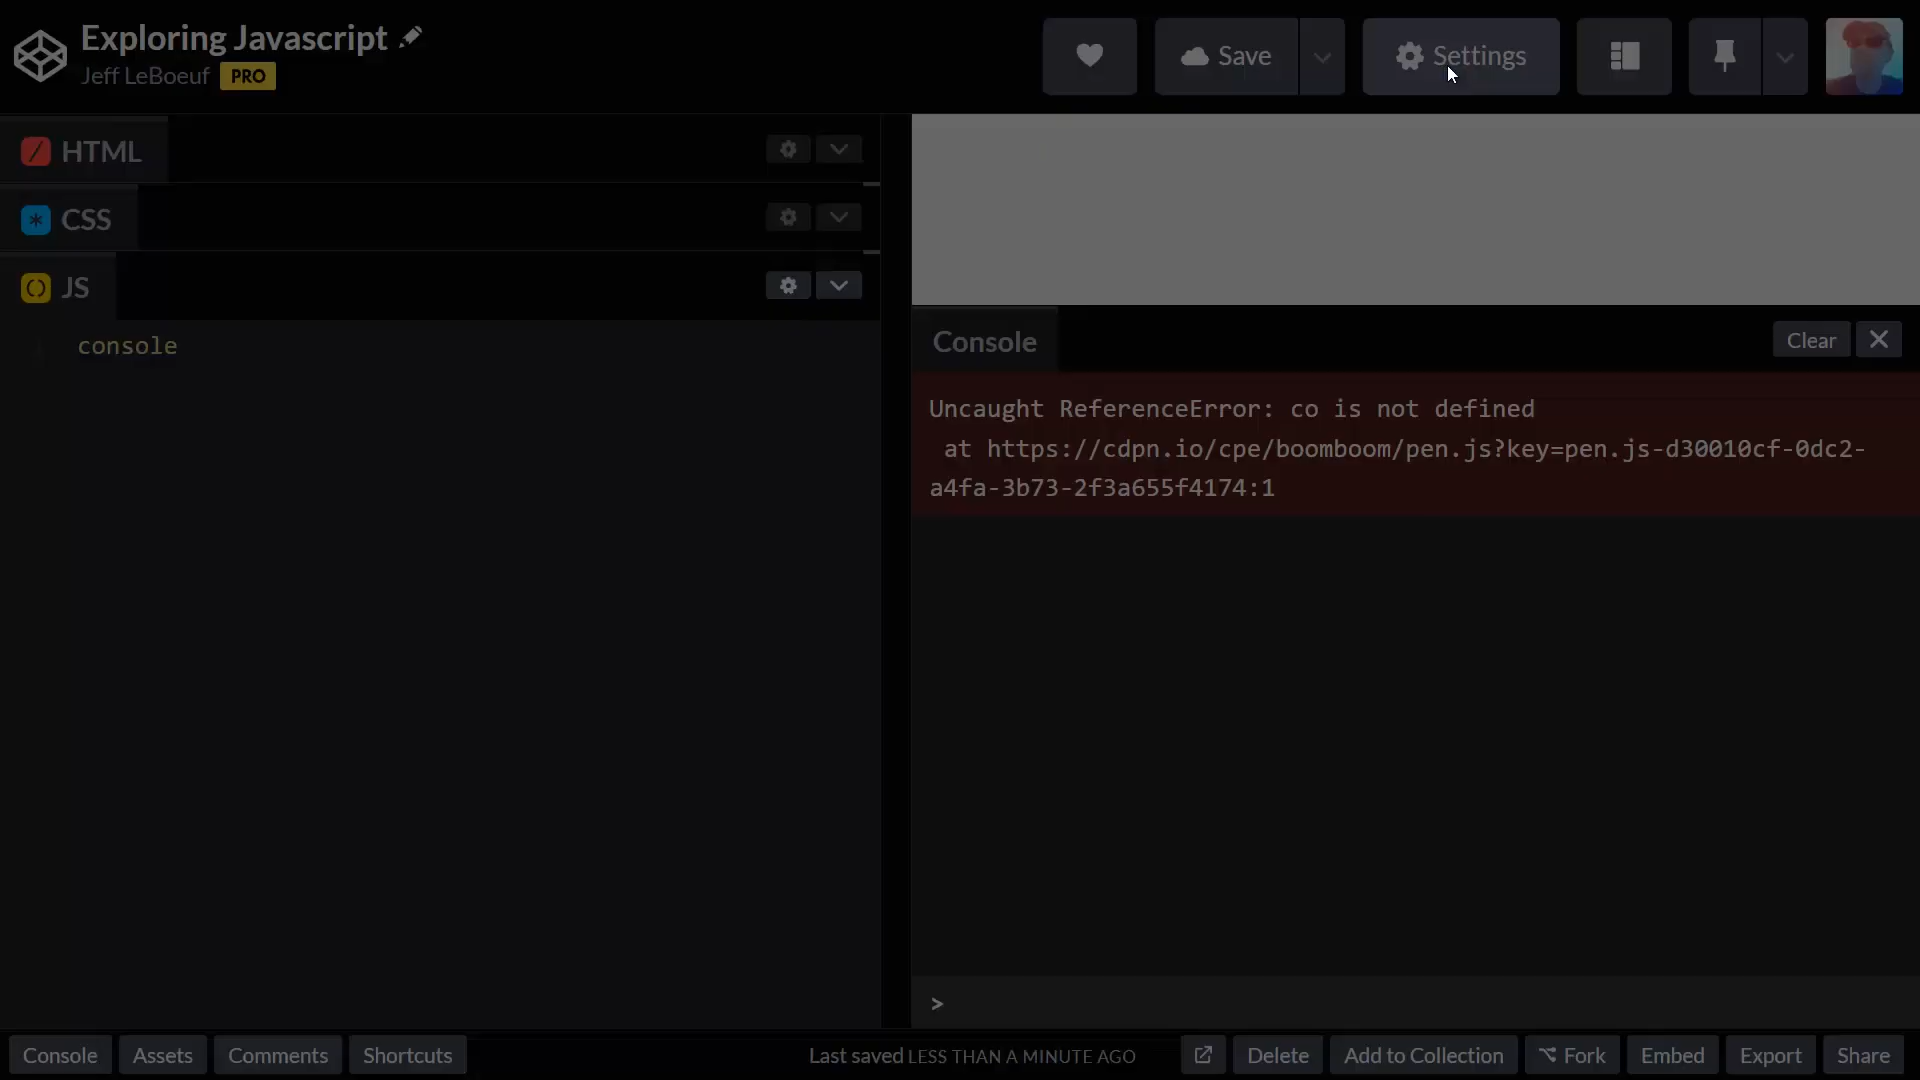 Exploring Javascript
Jeff LeBoeuf PRO
Save
Settings
HTML
CSS
JS
console
Console
Clear
Uncaught ReferenceError: co is not defined
at https://cdpn.io/cpe/boomboom/pen.js?key=pen.js-d30010cf-0dc2-
a4fa-3b73-2f3a655f4174:1
>
Console Assets Comments Shortcuts Last saved LESS THAN A MINUTE AGO Delete Add to Collection Fork Embed Export Share